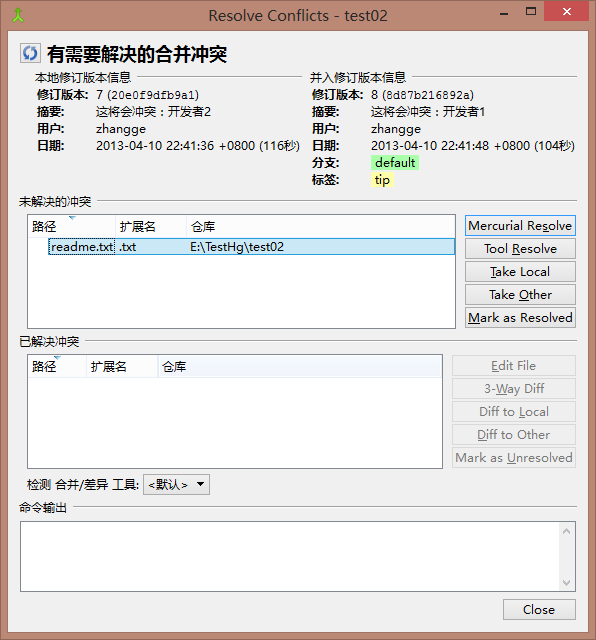 Resolve Conflicts - test02
有需要解决的合并冲突
本地修订版本信息
修订版本: 7 (20e0f9dfb9a1)
摘要: 这将会冲突：开发者2
用户: zhangge
日期: 2013-04-10 22:41:36 +0800 (116秒)
并入修订版本信息
修订版本: 8 (8d87b216892a)
摘要: 这将会冲突：开发者1
用户: zhangge
日期: 2013-04-10 22:41:48 +0800 (104秒)
分支: default
标签: tip
未解决的冲突
路径 扩展名 仓库
readme.txt .txt E:\TestHg\test02
Mercurial Resolve
Tool Resolve
Take Local
Take Other
Mark as Resolved
已解决冲突
路径 扩展名 仓库
Edit File
3-Way Diff
Diff to Local
Diff to Other
Mark as Unresolved
检测 合并/差异 工具: <默认>
命令输出
Close